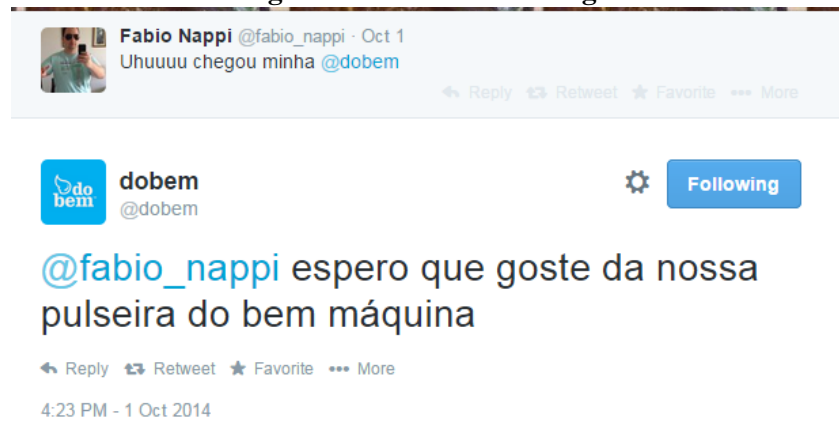 Fabio Nappi @fabio_nappi · Oct 1
Uhuuuu chegou minha @dobem
Reply Retweet Favorite More
do
bem
dobem
@dobem
Following
@fabio_nappi espero que goste da nossa
pulseira do bem máquina
Reply Retweet Favorite More
4:23 PM - 1 Oct 2014